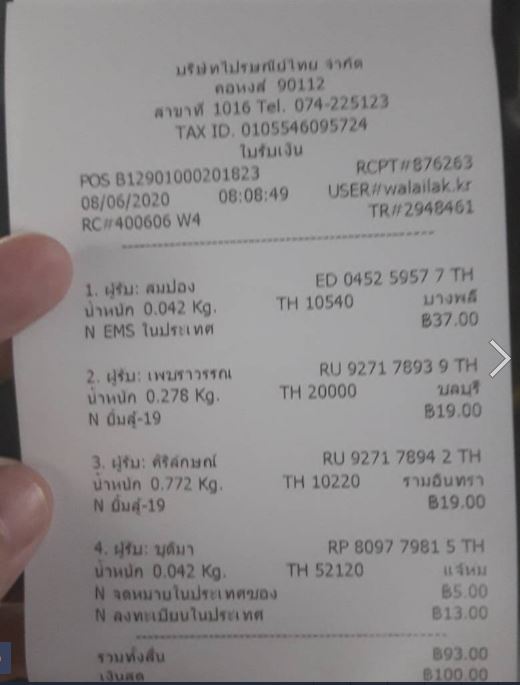 บริษัทไปรษณีย์ไทย จำกัด
คอหงส์ 90112
สาขาที่ 1016 Tel. 074-225123
TAX ID. 0105546095724
ใบรับเงิน
POS B12901000201823 RCPT#876263
08/06/2020 08:08:49 USER#walailak.kr
RC#400606 W4 TR#2948461
1. ผู้รับ: สมปอง ED 0452 5957 7 TH
น้ำหนัก 0.042 Kg. TH 10540 บางพลี
N EMS ในประเทศ ฿37.00
2. ผู้รับ: เพชราวรรณ RU 9271 7893 9 TH
น้ำหนัก 0.278 Kg. TH 20000 ชลบุรี
N ยิ้มสู้-19 ฿19.00
3. ผู้รับ: ศิริลักษณ์ RU 9271 7894 2 TH
น้ำหนัก 0.772 Kg. TH 10220 รามอินทรา
N ยิ้มสู้-19 ฿19.00
4. ผู้รับ: ชุติมา RP 8097 7981 5 TH
น้ำหนัก 0.042 Kg. TH 52120 แจ้ห่ม
N จดหมายในประเทศซอง ฿5.00
N ลงทะเบียนในประเทศ ฿13.00
รวมทั้งสิ้น ฿93.00
เงินสด ฿100.00